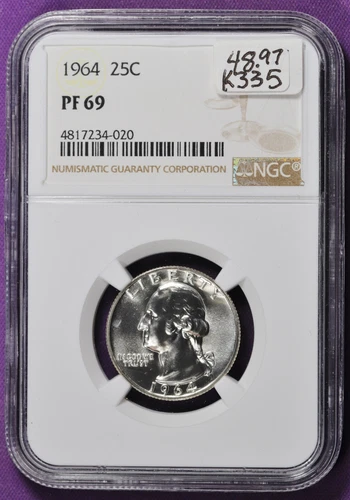 1964 25C
PF 69
4817234-020
NUMISMATIC GUARANTY CORPORATION
NGC®
48.97
K335
LIBERTY
IN GOD WE
TRUST
1964